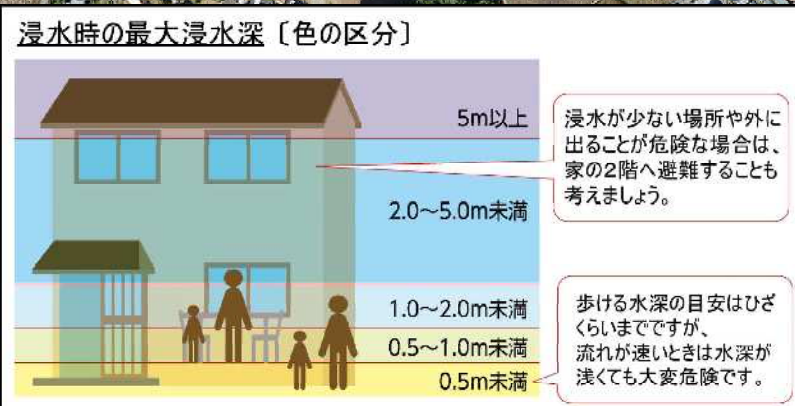 浸水時の最大浸水深〔色の区分〕
5m以上
浸水が少ない場所や外に
出ることが危険な場合は、
家の2階へ避難することも
考えましょう。
2.0～5.0m未満
1.0～2.0m未満
0.5～1.0m未満
0.5m未満
歩ける水深の目安はひざ
くらいまでですが、
流れが速いときは水深が
浅くても大変危険です。